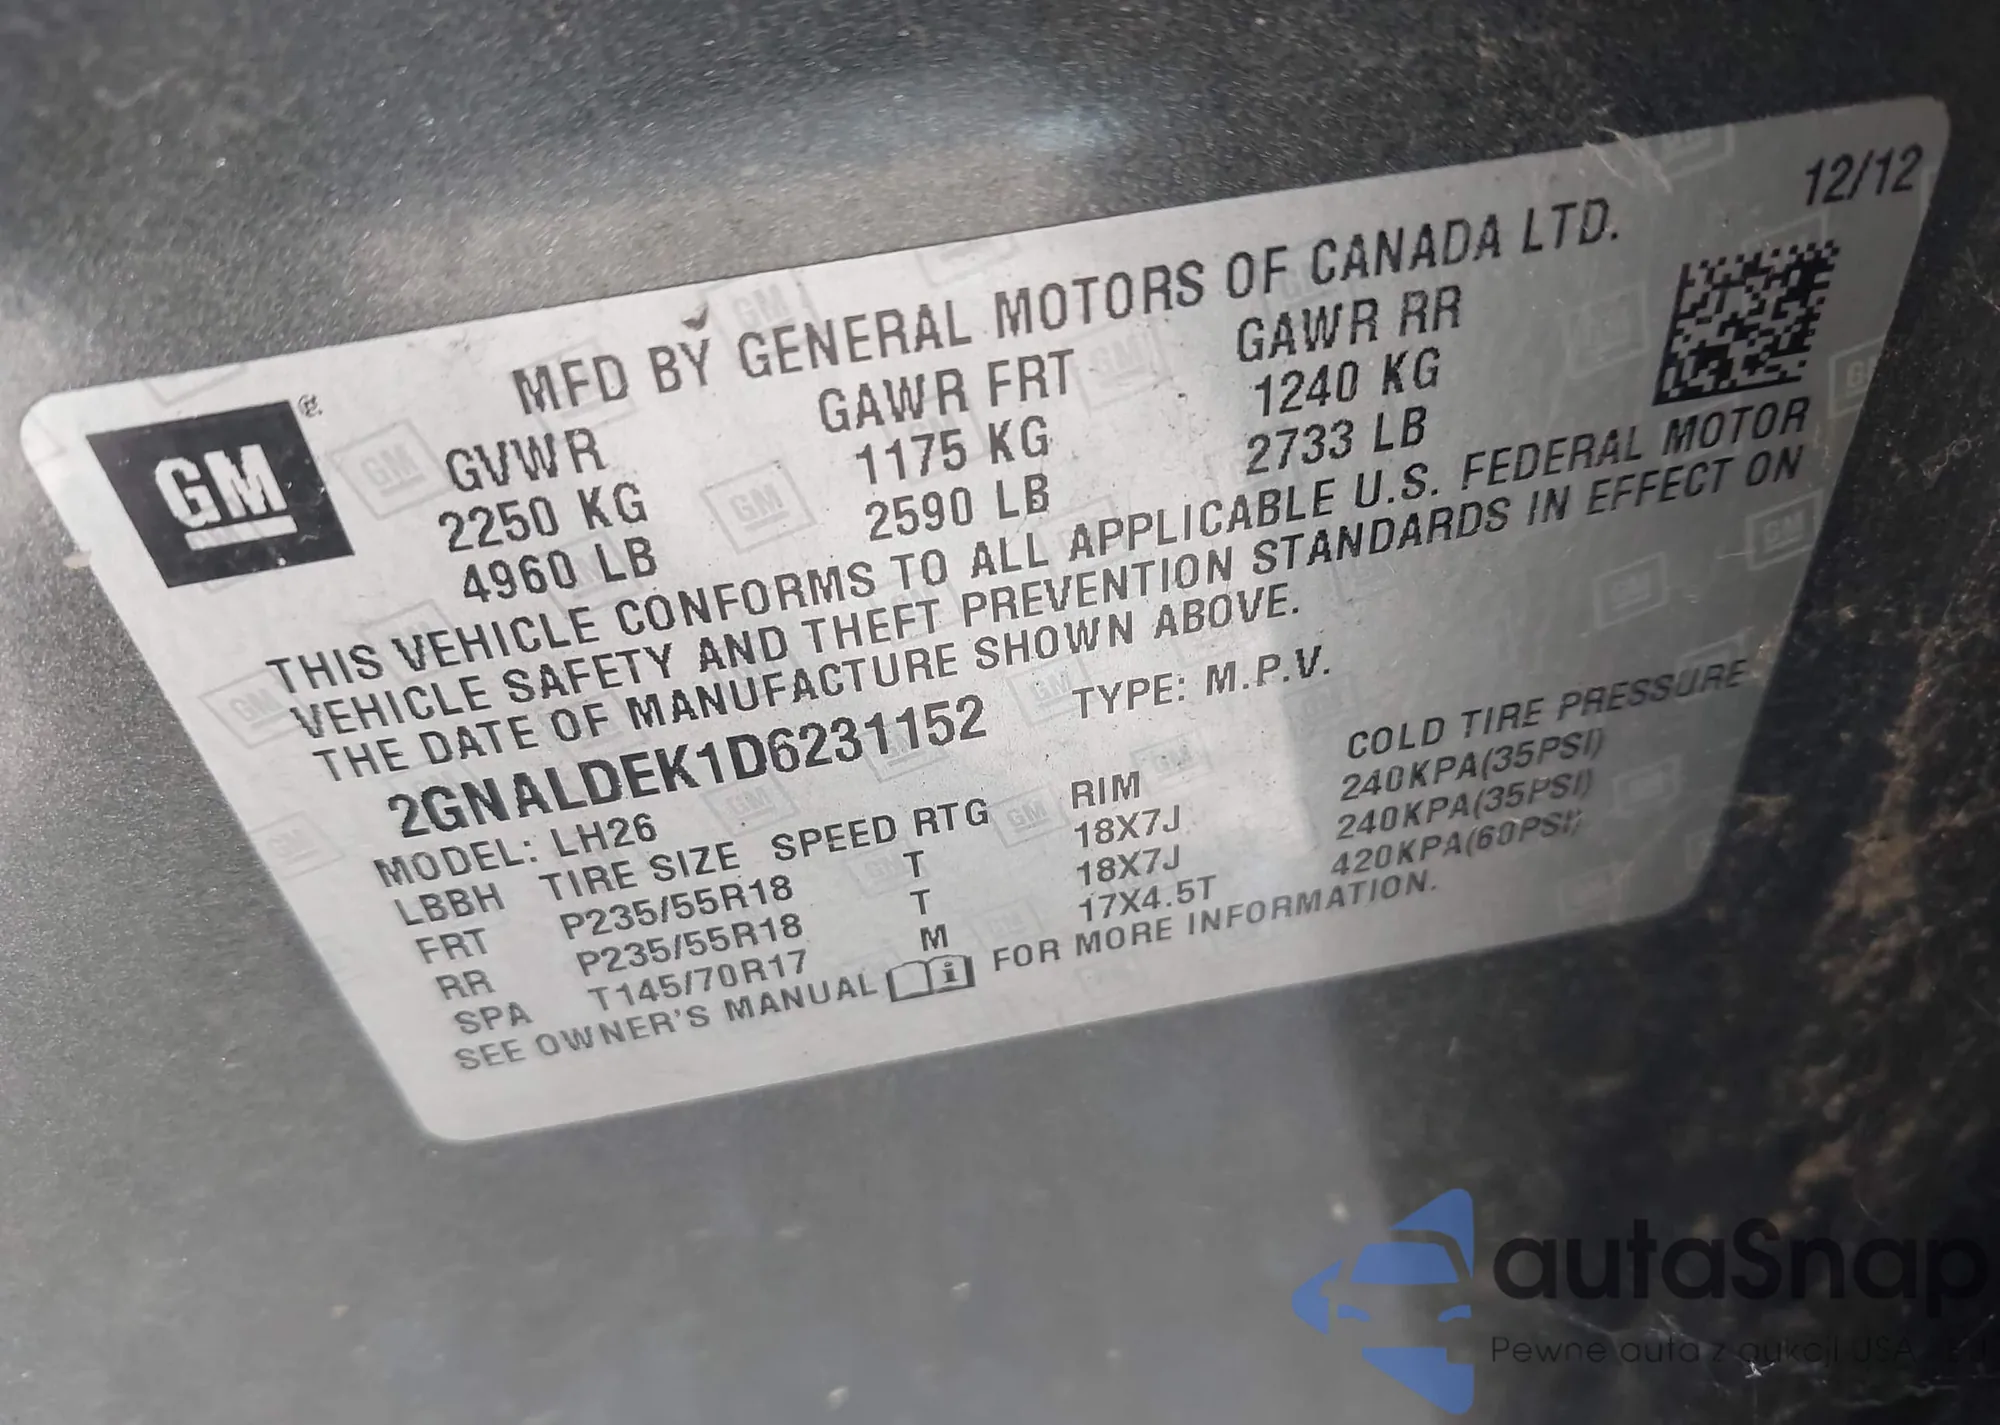 12/12
MFD BY GENERAL MOTORS OF CANADA LTD.
GM ®.
GVWR GAWR FRT GAWR RR
2250 KG 1175 KG 1240 KG
4960 LB 2590 LB 2733 LB
THIS VEHICLE CONFORMS TO ALL APPLICABLE U.S. FEDERAL MOTOR
VEHICLE SAFETY AND THEFT PREVENTION STANDARDS IN EFFECT ON
THE DATE OF MANUFACTURE SHOWN ABOVE.
2GNALDEK1D6231152 TYPE: M.P.V.
MODEL: LH26
LBBH TIRE SIZE SPEED RTG RIM COLD TIRE PRESSURE
FRT P235/55R18 T 18X7J 240KPA(35PSI)
RR P235/55R18 T 18X7J 240KPA(35PSI)
SPA T145/70R17 M 17X4.5T 420KPA(60PSI)
SEE OWNER'S MANUAL FOR MORE INFORMATION.
autaSnap
Pewne auta z aukcji USA